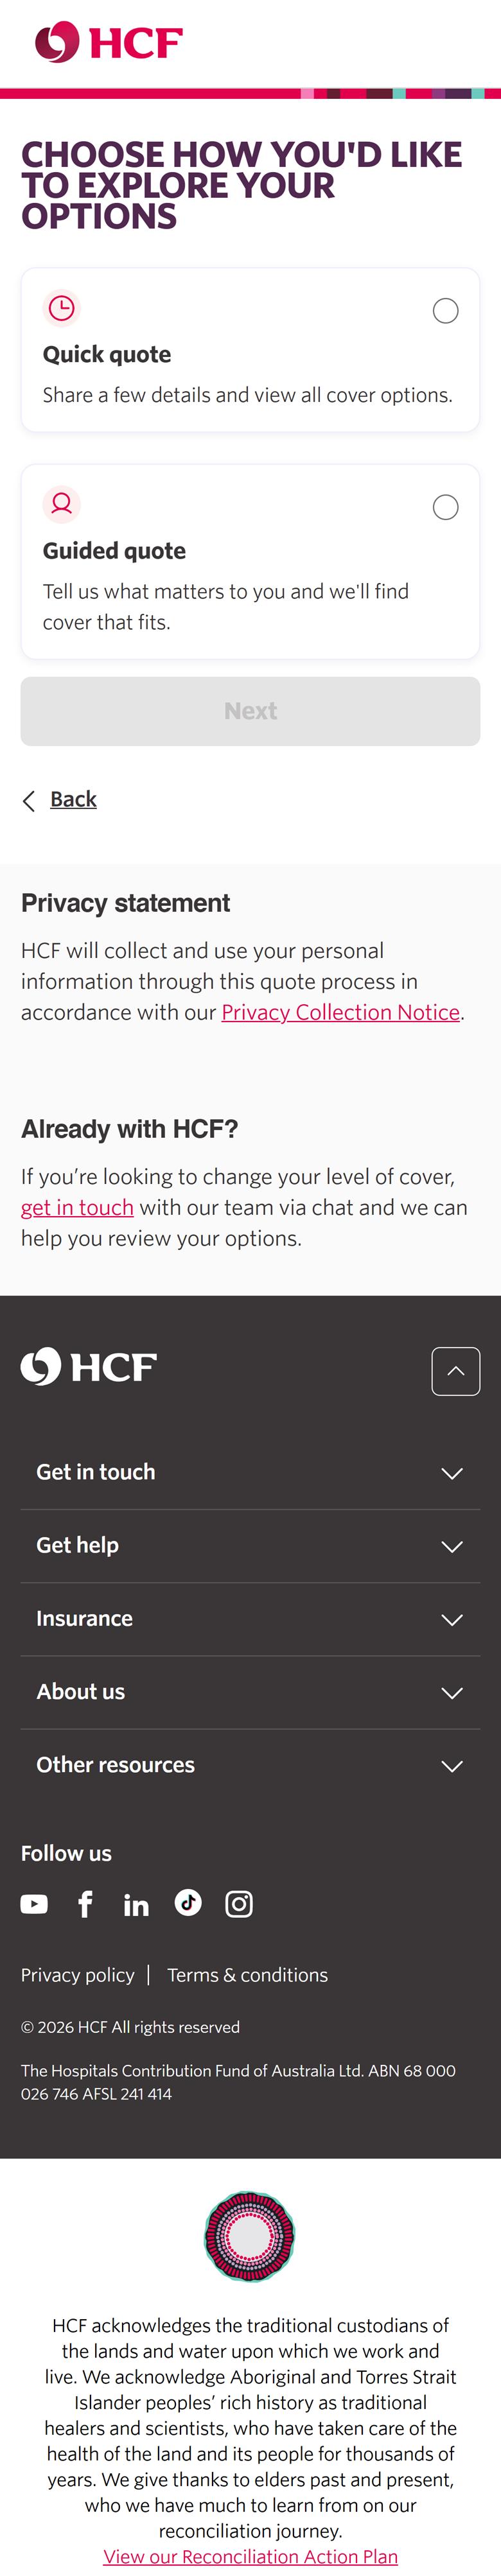 HCF
CHOOSE HOW YOU'D LIKE
TO EXPLORE YOUR
OPTIONS
Quick quote
Share a few details and view all cover options.
Guided quote
Tell us what matters to you and we'll find
cover that fits.
Next
Back
Privacy statement
HCF will collect and use your personal
information through this quote process in
accordance with our Privacy Collection Notice.
Already with HCF?
If you’re looking to change your level of cover,
get in touch with our team via chat and we can
help you review your options.
HCF
Get in touch
Get help
Insurance
About us
Other resources
Follow us
Privacy policy | Terms & conditions
© 2026 HCF All rights reserved
The Hospitals Contribution Fund of Australia Ltd. ABN 68 000
026 746 AFSL 241 414
HCF acknowledges the traditional custodians of
the lands and water upon which we work and
live. We acknowledge Aboriginal and Torres Strait
Islander peoples’ rich history as traditional
healers and scientists, who have taken care of the
health of the land and its people for thousands of
years. We give thanks to elders past and present,
who we have much to learn from on our
reconciliation journey.
View our Reconciliation Action Plan